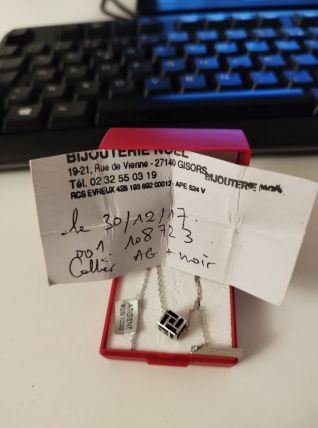 BIJOUTERIE NOEL
19-21, Rue de Vienne - 27140 GISORS
BIJOUTERIE NOEL
Tél. 02 32 55 03 19
RCS EVREUX 428 193 692 00012 - APE 524 V
le 30/12/17.
001 108723
Collier AG + noir
ARGENT